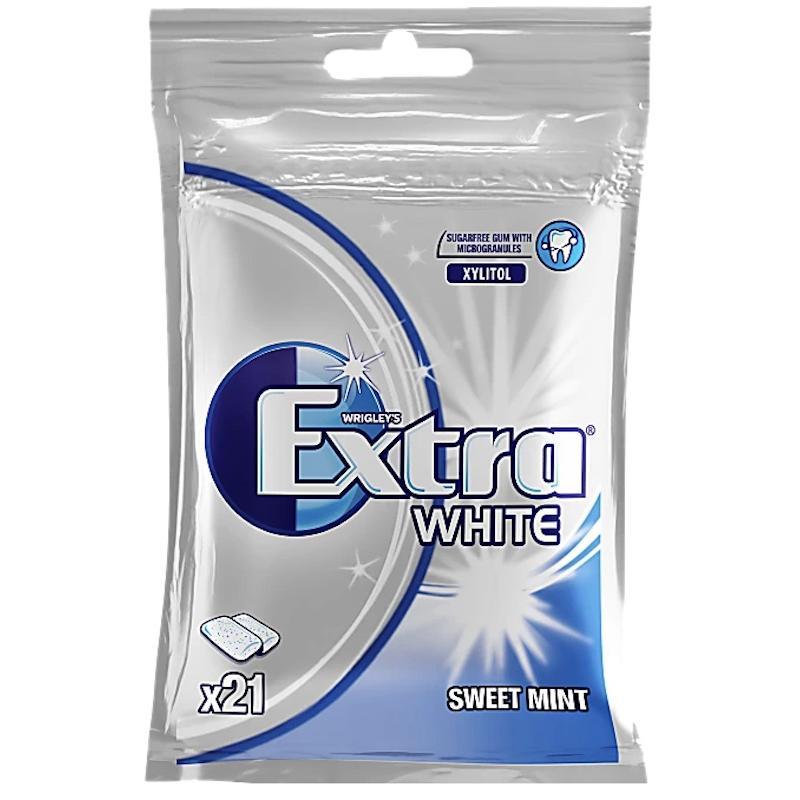 SUGARFREE GUM WITH
MICROGRANULES
XYLITOL
WRIGLEY'S
Extra®
WHITE
x21
SWEET MINT